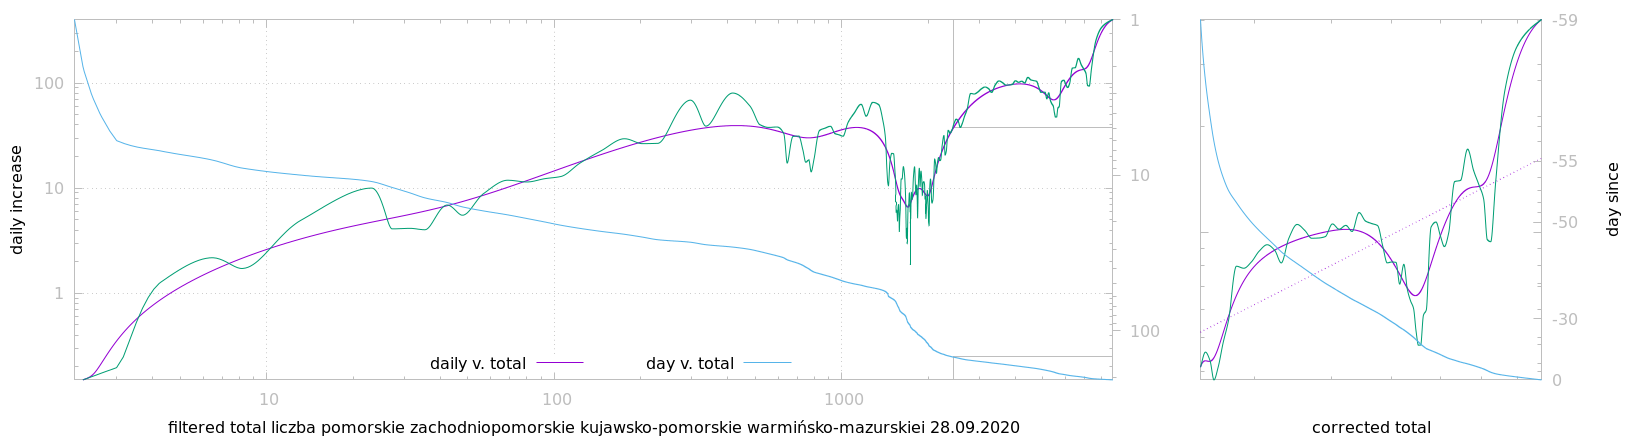 daily increase
100
10
1
10
100
1000
1
10
100
daily v. total
day v. total
filtered total liczba pomorskie zachodniopomorskie kujawsko-pomorskie warmińsko-mazurskiei 28.09.2020
-59
-55
-50
-30
0
day since
corrected total